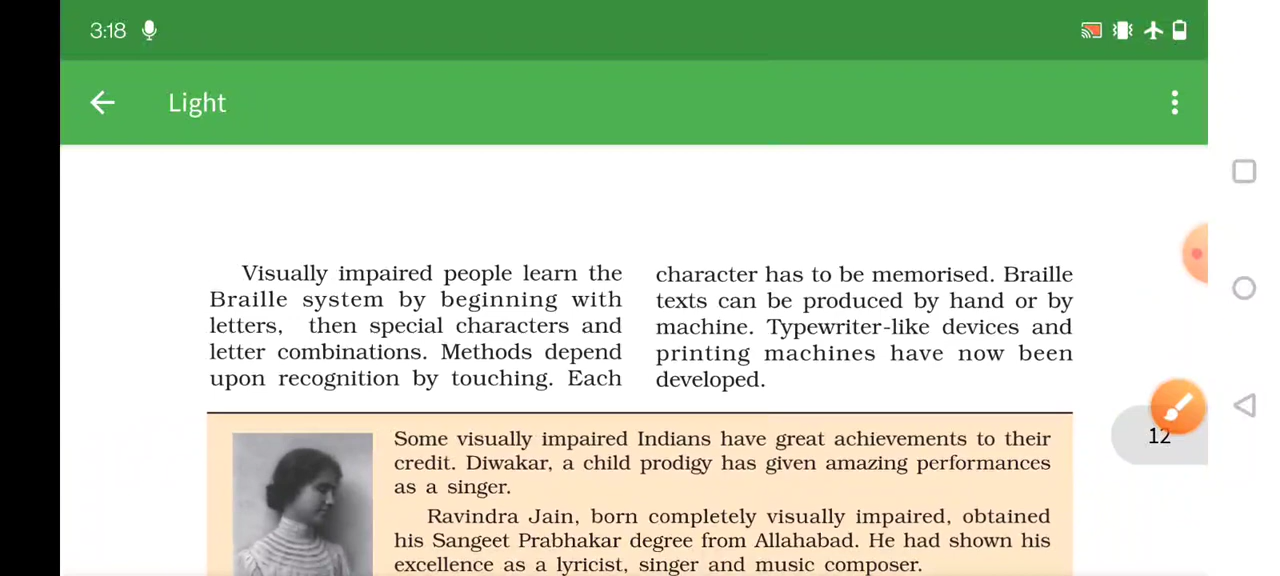 3:18
Light
Visually impaired people learn the
Braille system by beginning with
letters, then special characters and
letter combinations. Methods depend
upon recognition by touching. Each
character has to be memorised. Braille
texts can be produced by hand or by
machine. Typewriter-like devices and
printing machines have now been
developed.
12
Some visually impaired Indians have great achievements to their
credit. Diwakar, a child prodigy has given amazing performances
as a singer.
Ravindra Jain, born completely visually impaired, obtained
his Sangeet Prabhakar degree from Allahabad. He had shown his
excellence as a lyricist, singer and music composer.